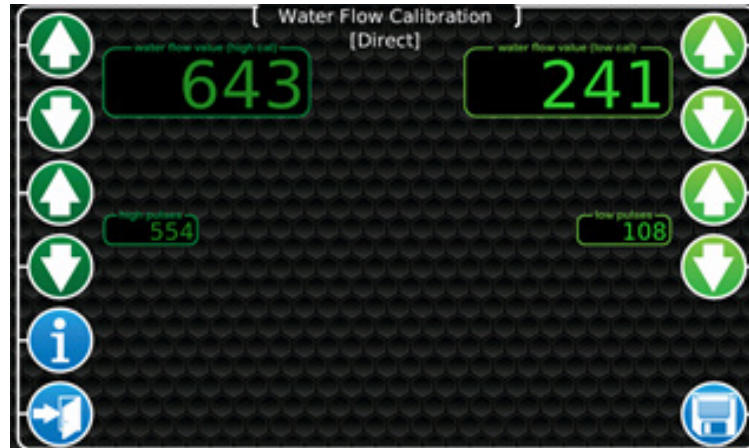 Water Flow Calibration
[Direct]
water flow value (high cal)
643
water flow value (low cal)
241
high pulses
554
low pulses
108
i